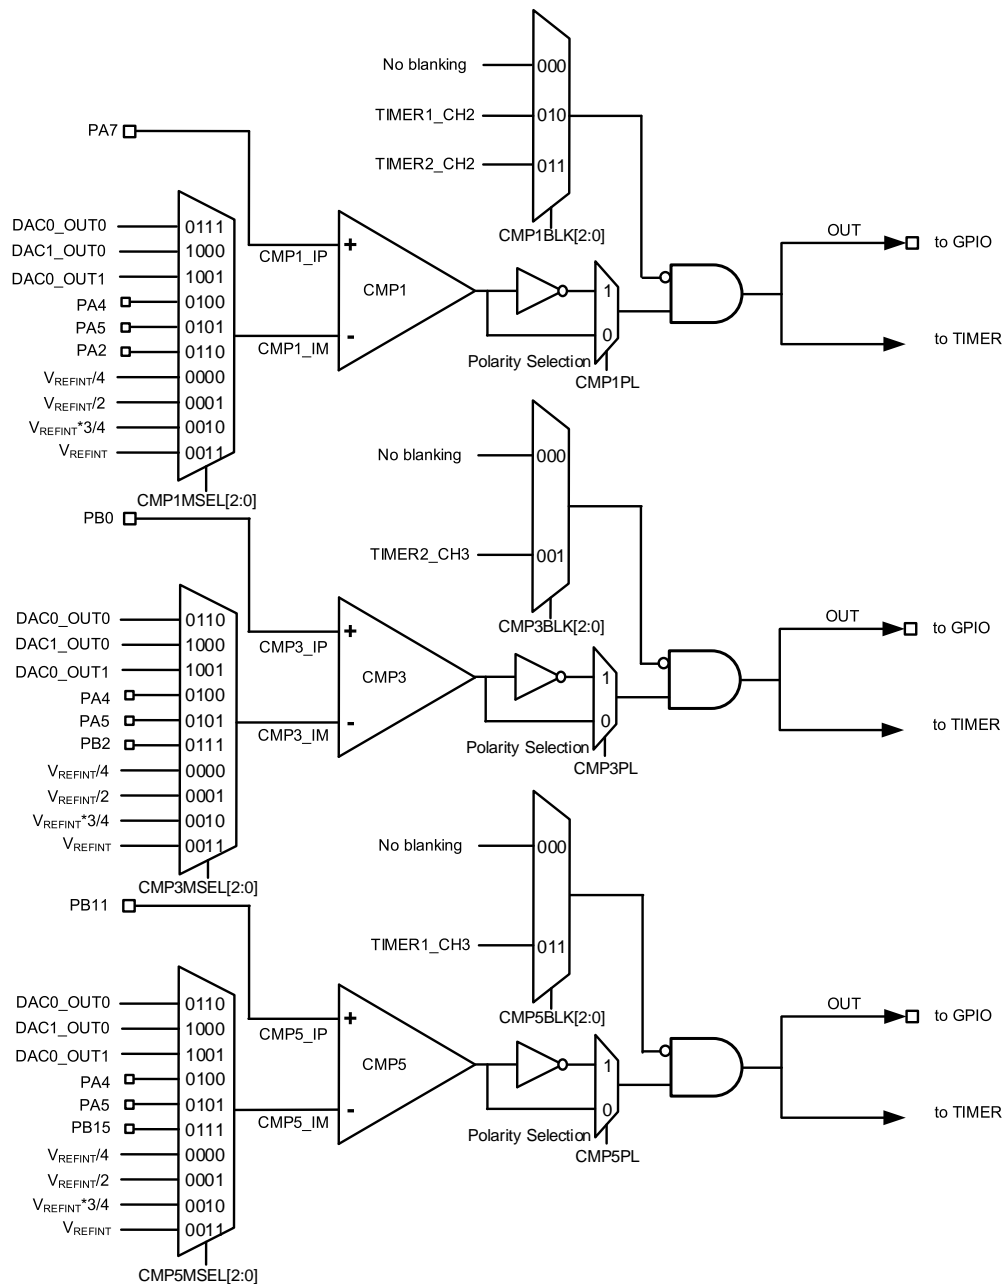 No blanking
000
TIMER1_CH2
010
TIMER2_CH2
011
CMP1BLK[2:0]
PA7
DAC0_OUT0
0111
DAC1_OUT0
1000
DAC0_OUT1
1001
PA4
0100
PA5
0101
PA2
0110
VREFINT/4
0000
VREFINT/2
0001
VREFINT*3/4
0010
VREFINT
0011
CMP1MSEL[2:0]
+
CMP1_IP
CMP1
-
CMP1_IM
1
0
Polarity Selection
CMP1PL
OUT
to GPIO
to TIMER
No blanking
000
TIMER2_CH3
001
CMP3BLK[2:0]
PB0
DAC0_OUT0
0110
DAC1_OUT0
1000
DAC0_OUT1
1001
PA4
0100
PA5
0101
PB2
0111
VREFINT/4
0000
VREFINT/2
0001
VREFINT*3/4
0010
VREFINT
0011
CMP3MSEL[2:0]
+
CMP3_IP
CMP3
-
CMP3_IM
1
0
Polarity Selection
CMP3PL
OUT
to GPIO
to TIMER
No blanking
000
TIMER1_CH3
011
CMP5BLK[2:0]
PB11
DAC0_OUT0
0110
DAC1_OUT0
1000
DAC0_OUT1
1001
PA4
0100
PA5
0101
PB15
0111
VREFINT/4
0000
VREFINT/2
0001
VREFINT*3/4
0010
VREFINT
0011
CMP5MSEL[2:0]
+
CMP5_IP
CMP5
-
CMP5_IM
1
0
Polarity Selection
CMP5PL
OUT
to GPIO
to TIMER